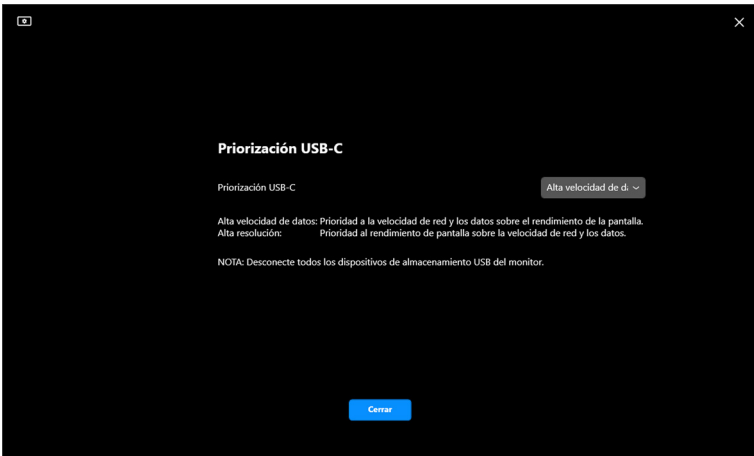 Priorización USB-C
Priorización USB-C
Alta velocidad de d
Alta velocidad de datos: Prioridad a la velocidad de red y los datos sobre el rendimiento de la pantalla.
Alta resolución: Prioridad al rendimiento de pantalla sobre la velocidad de red y los datos.
NOTA: Desconecte todos los dispositivos de almacenamiento USB del monitor.
Cerrar